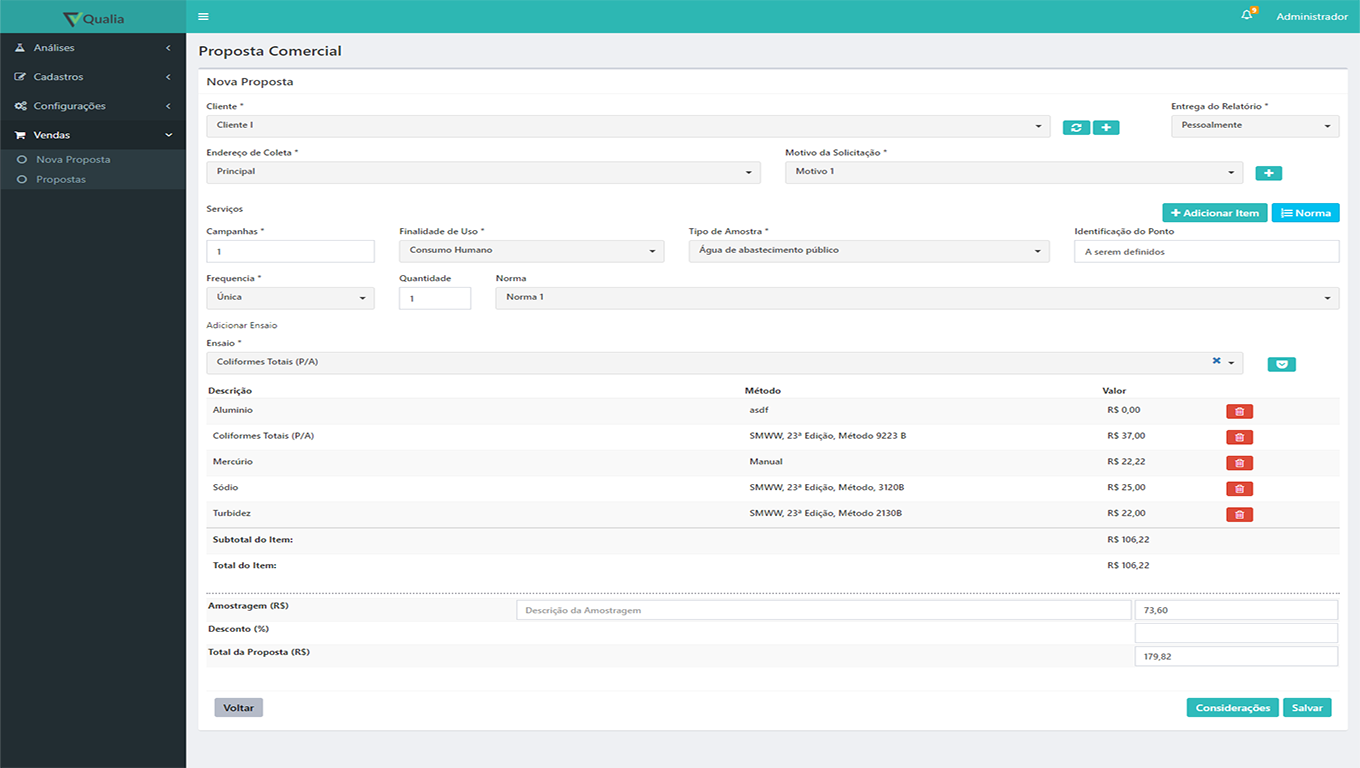 Qualia
9
Administrador
Análises
Cadastros
Configurações
Vendas
Nova Proposta
Propostas
Proposta Comercial
Nova Proposta
Cliente * Entrega do Relatório *
Cliente I Pessoalmente
Endereço de Coleta * Motivo da Solicitação *
Principal Motivo 1
Serviços Adicionar Item Norma
Campanhas * Finalidade de Uso * Tipo de Amostra * Identificação do Ponto
1 Consumo Humano Água de abastecimento público A serem definidos
Frequencia * Quantidade Norma
Única 1 Norma 1
Adicionar Ensaio
Ensaio *
Coliformes Totais (P/A)
Descrição Método Valor
Aluminio asdf R$ 0,00
Coliformes Totais (P/A) SMWW, 23ª Edição, Método 9223 B R$ 37,00
Mercúrio Manual R$ 22,22
Sódio SMWW, 23ª Edição, Método, 3120B R$ 25,00
Turbidez SMWW, 23ª Edição, Método 2130B R$ 22,00
Subtotal do Item: R$ 106,22
Total do Item: R$ 106,22
Amostragem (R$) Descrição da Amostragem 73,60
Desconto (%)
Total da Proposta (R$) 179,82
Voltar Considerações Salvar